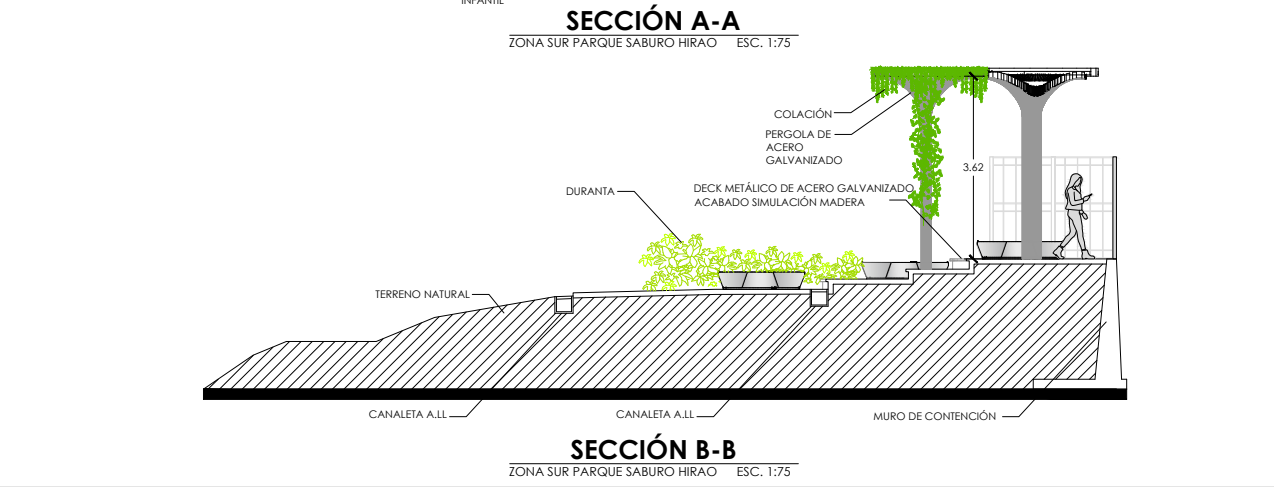 INFANTIL
SECCIÓN A-A
ZONA SUR PARQUE SABURO HIRAO ESC. 1:75
COLACIÓN
PERGOLA DE
ACERO
GALVANIZADO
3.62
DURANTA
DECK METÁLICO DE ACERO GALVANIZADO
ACABADO SIMULACIÓN MADERA
TERRENO NATURAL
CANALETA A.LL
CANALETA A.LL
MURO DE CONTENCIÓN
SECCIÓN B-B
ZONA SUR PARQUE SABURO HIRAO ESC. 1:75